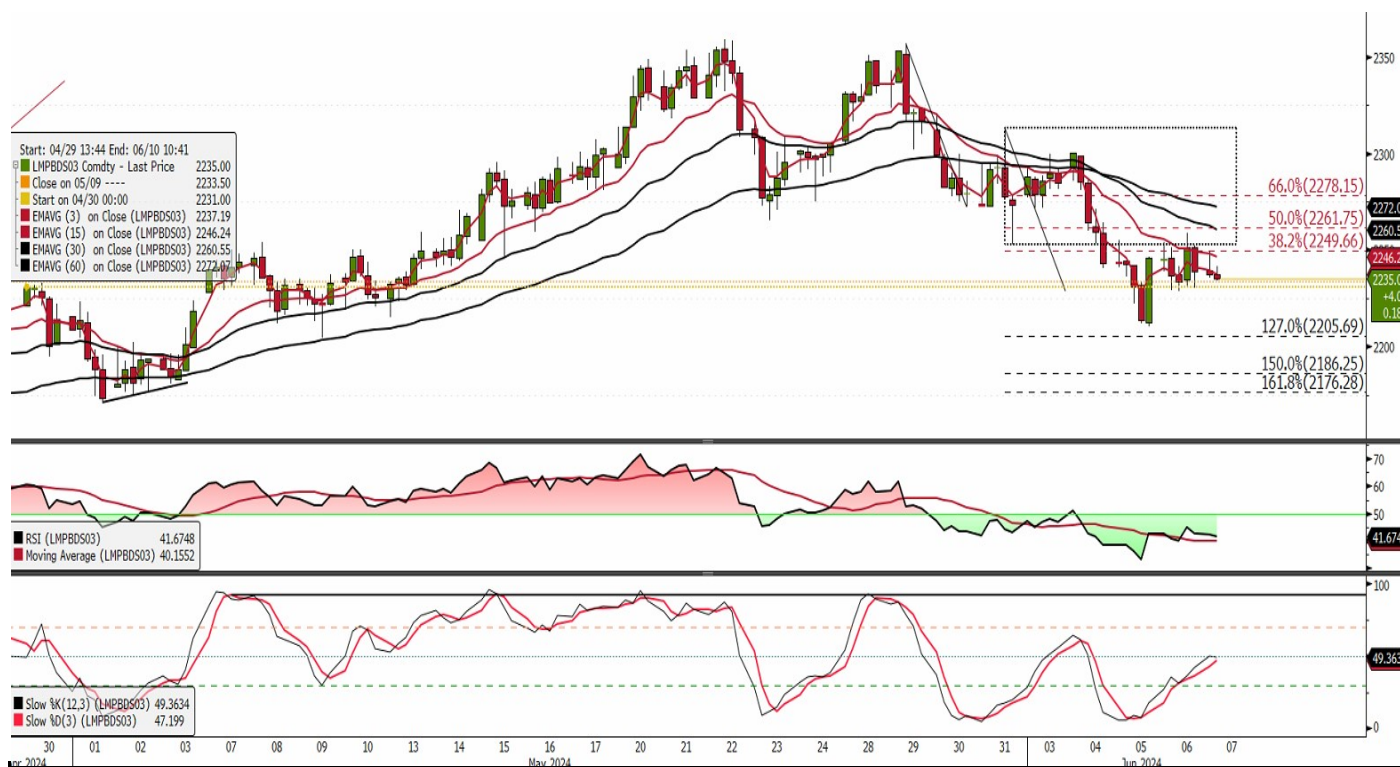 2350
2300
2200
Start: 04/29 13:44 End: 06/10 10:41
LMPBDS03 Comdty - Last Price 2235.00
Close on 05/09 ---- 2233.50
Start on 04/30 00:00 2231.00
EMAVG (3) on Close (LMPBDS03) 2237.19
EMAVG (15) on Close (LMPBDS03) 2246.24
EMAVG (30) on Close (LMPBDS03) 2260.55
EMAVG (60) on Close (LMPBDS03) 2272.07
66.0%(2278.15)
50.0%(2261.75)
38.2%(2249.66)
127.0%(2205.69)
150.0%(2186.25)
161.8%(2176.28)
2272.0
2260.5
2246.2
2235.0
+4.0
0.18
70
60
50
RSI (LMPBDS03) 41.6748
Moving Average (LMPBDS03) 40.1552
41.674
100
49.363
0
Slow %K(12,3) (LMPBDS03) 49.3634
Slow %D(3) (LMPBDS03) 47.199
30 01 02 03 07 08 09 10 13 14 15 16 17 20 21 22 23 24 28 29 30 31 03 04 05 06 07
pr 2024 May 2024 Jun 2024